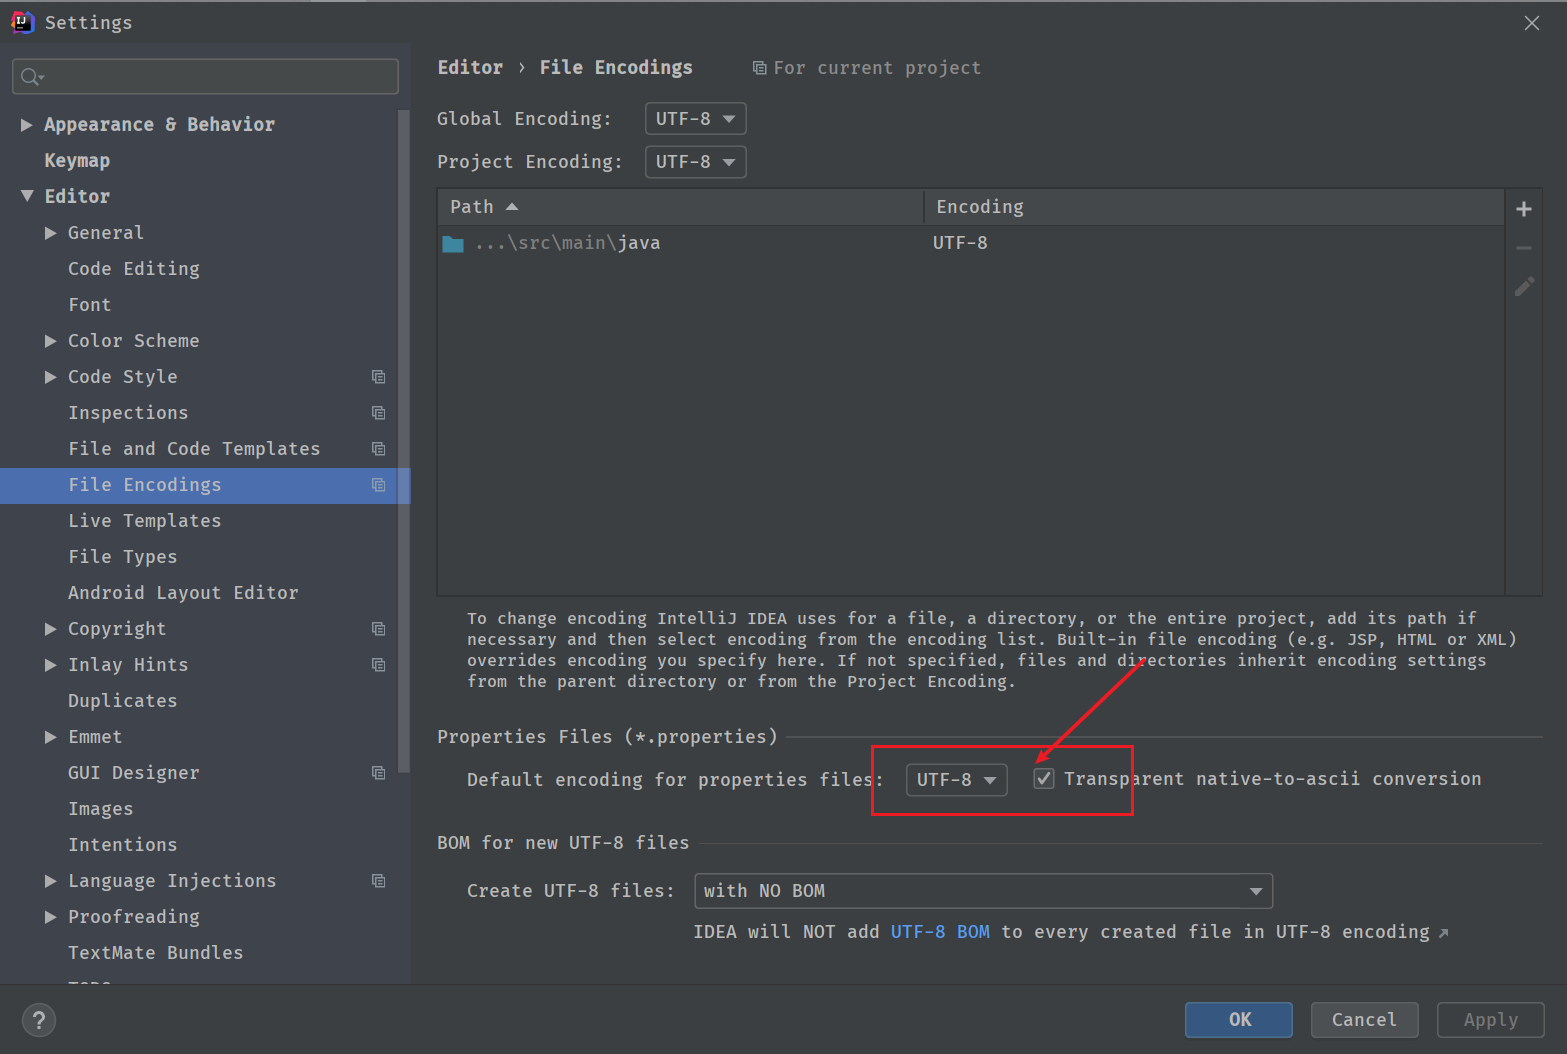 Settings
Appearance & Behavior
Keymap
Editor
General
Code Editing
Font
Color Scheme
Code Style
Inspections
File and Code Templates
File Encodings
Live Templates
File Types
Android Layout Editor
Copyright
Inlay Hints
Duplicates
Emmet
GUI Designer
Images
Intentions
Language Injections
Proofreading
TextMate Bundles
Editor › File Encodings
For current project
Global Encoding: UTF-8
Project Encoding: UTF-8
Path Encoding
...\src\main\java UTF-8
To change encoding IntelliJ IDEA uses for a file, a directory, or the entire project, add its path if
necessary and then select encoding from the encoding list. Built-in file encoding (e.g. JSP, HTML or XML)
overrides encoding you specify here. If not specified, files and directories inherit encoding settings
from the parent directory or from the Project Encoding.
Properties Files (*.properties)
Default encoding for properties files: UTF-8 Transparent native-to-ascii conversion
BOM for new UTF-8 files
Create UTF-8 files: with NO BOM
IDEA will NOT add UTF-8 BOM to every created file in UTF-8 encoding ↗
? OK Cancel Apply